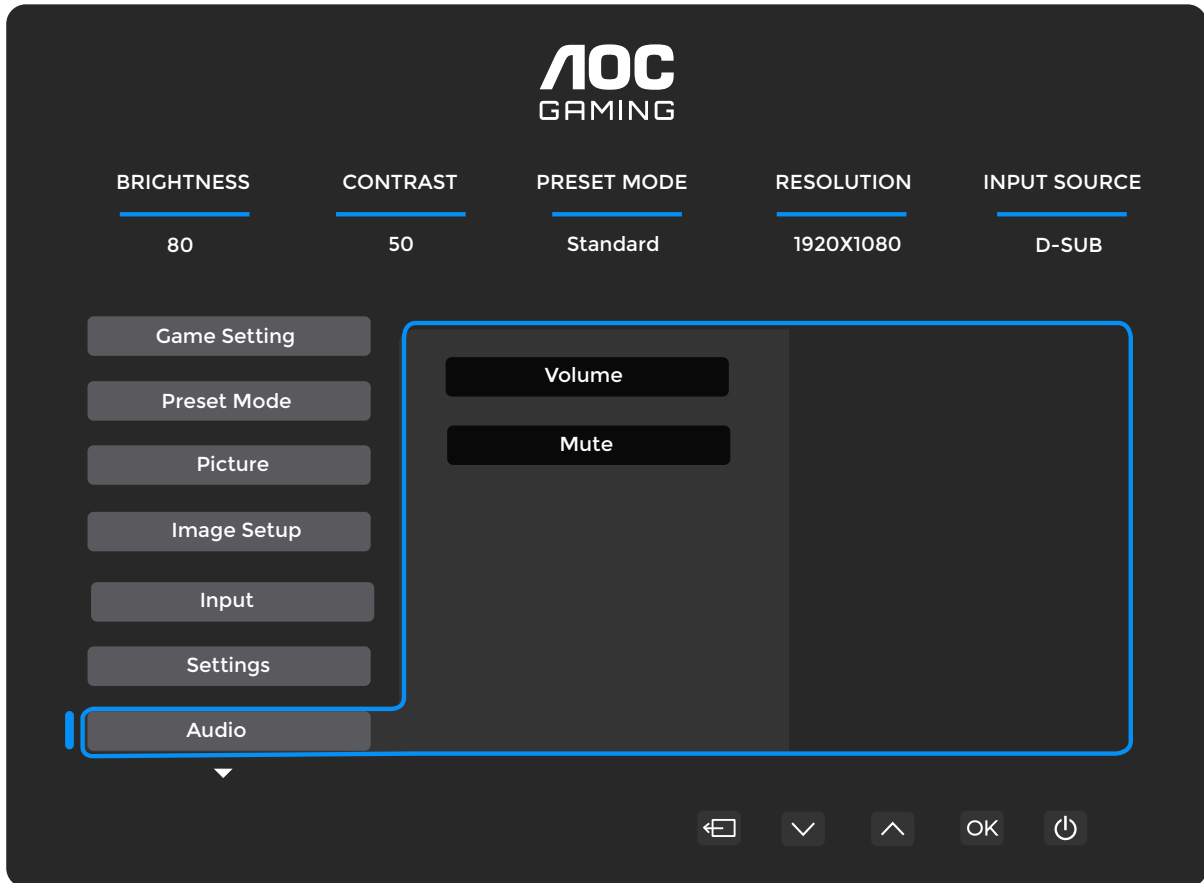 AOC
GAMING
BRIGHTNESS CONTRAST PRESET MODE RESOLUTION INPUT SOURCE
80 50 Standard 1920X1080 D-SUB
Game Setting
Volume
Preset Mode
Mute
Picture
Image Setup
Input
Settings
Audio
OK